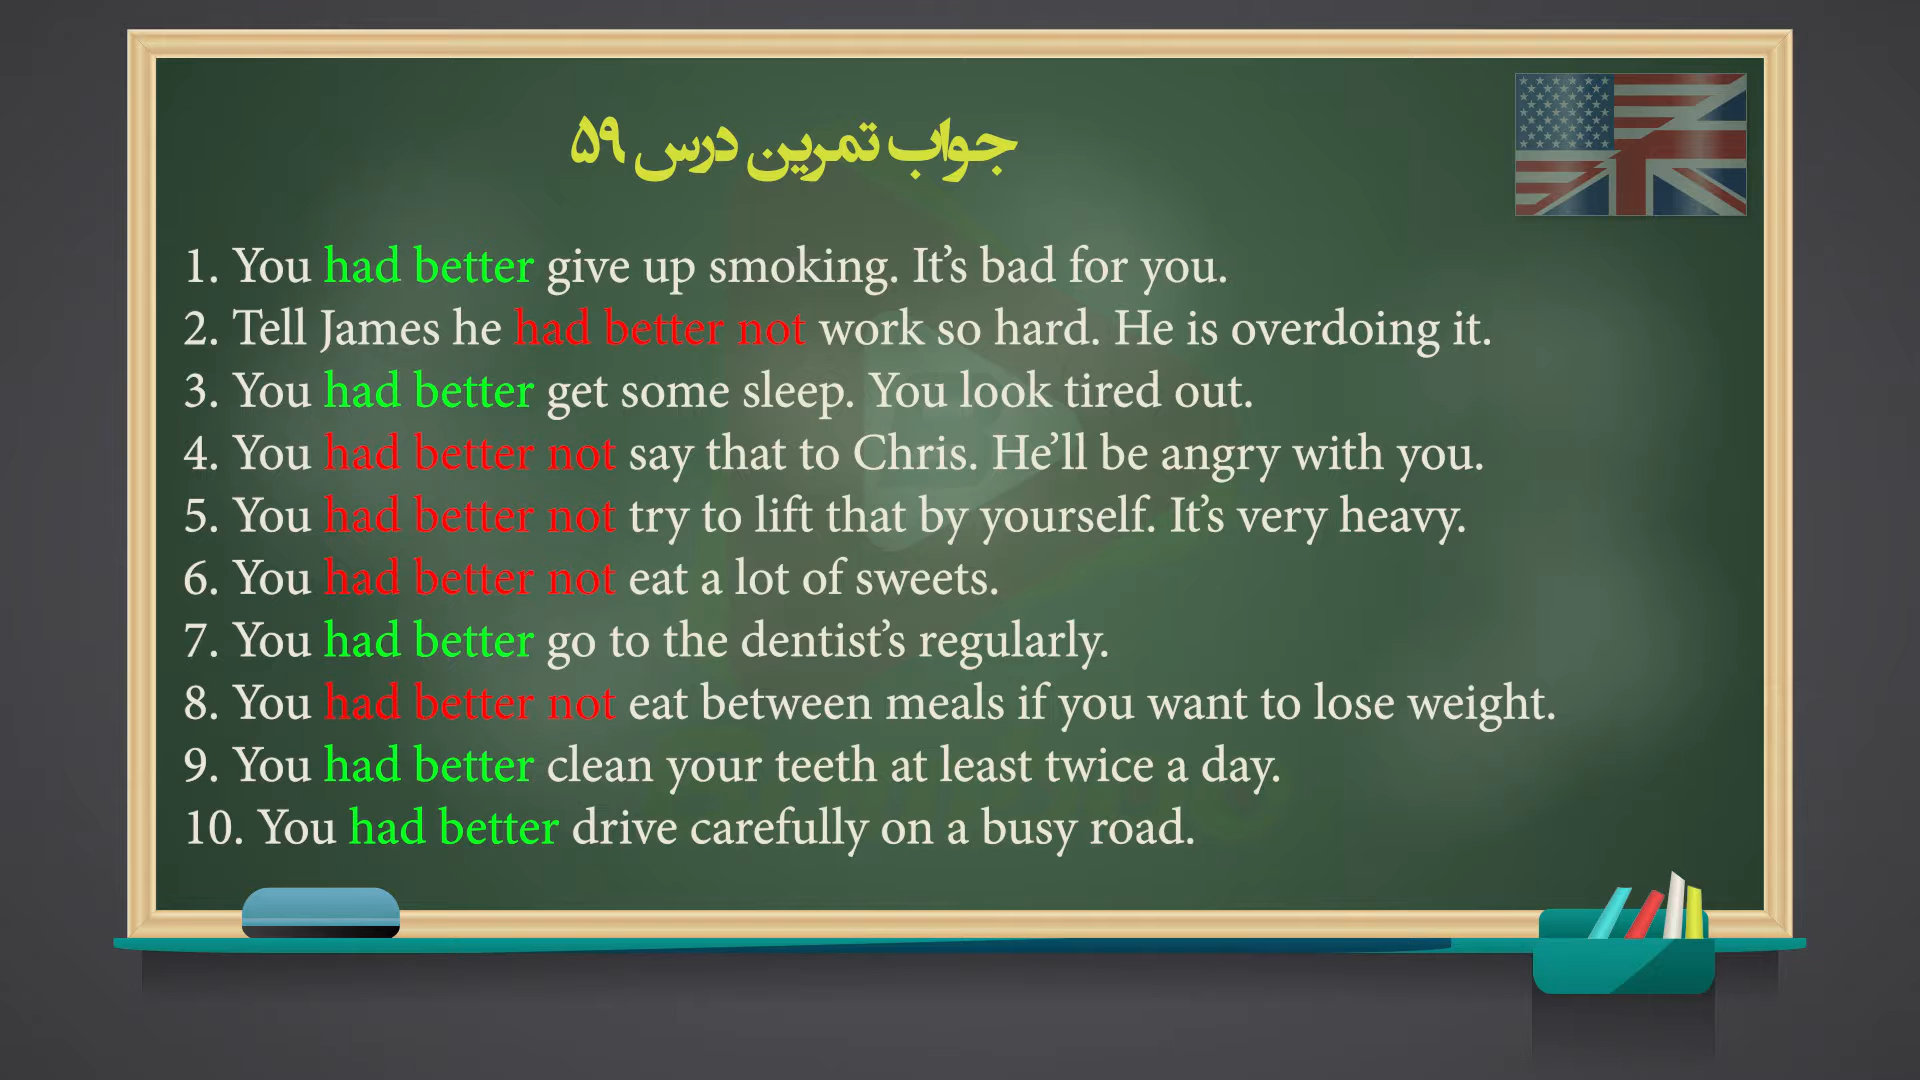 جواب تمرین درس ۵۹
1. You had better give up smoking. It’s bad for you.
2. Tell James he had better not work so hard. He is overdoing it.
3. You had better get some sleep. You look tired out.
4. You had better not say that to Chris. He’ll be angry with you.
5. You had better not try to lift that by yourself. It’s very heavy.
6. You had better not eat a lot of sweets.
7. You had better go to the dentist’s regularly.
8. You had better not eat between meals if you want to lose weight.
9. You had better clean your teeth at least twice a day.
10. You had better drive carefully on a busy road.